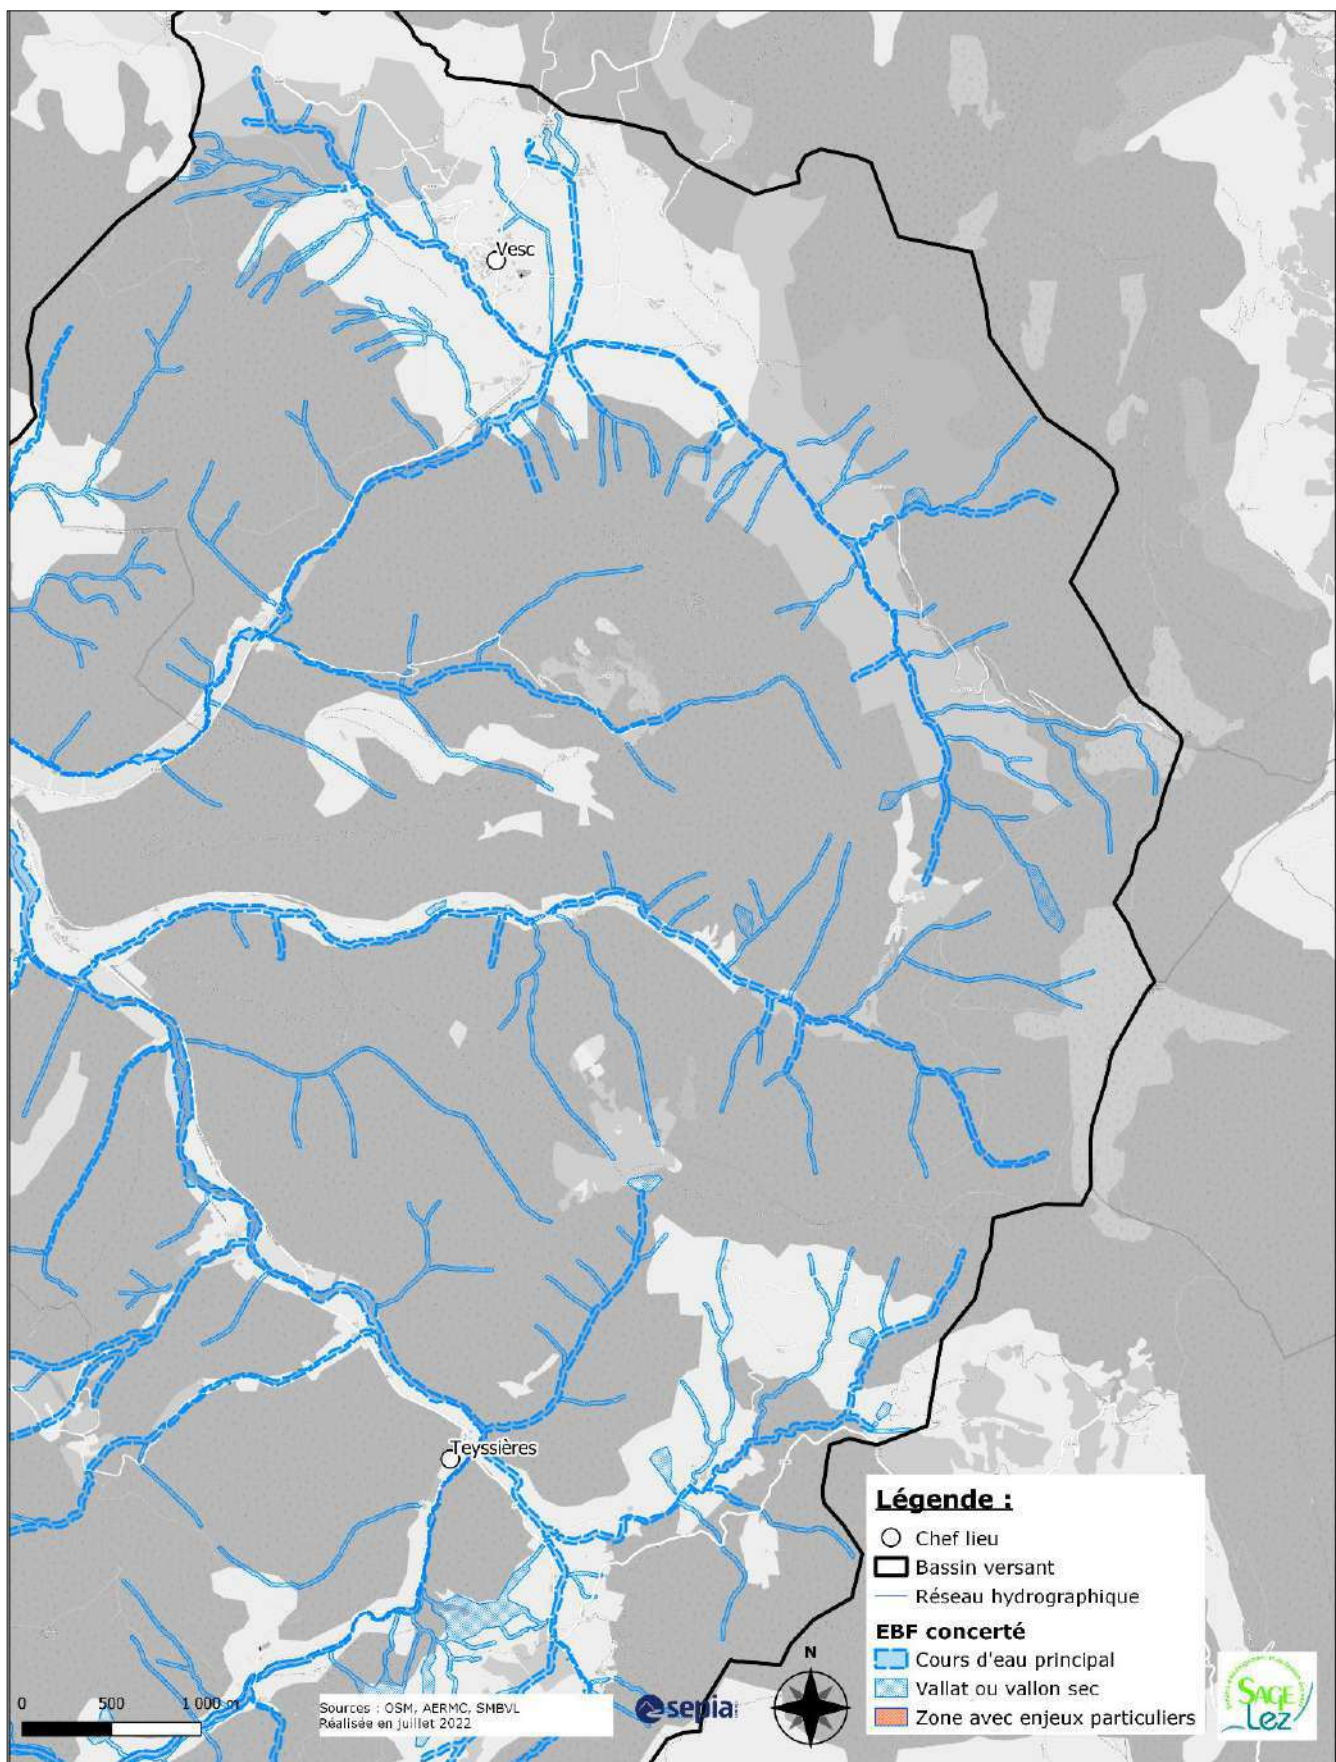 Vesc
Teyssières
Légende :
Chef lieu
Bassin versant
Réseau hydrographique
EBF concerté
Cours d'eau principal
Vallat ou vallon sec
Zone avec enjeux particuliers
N
0 500 1 000 m
Sources : OSM, AERMC, SMBVL
Réalisée en juillet 2022
sepia
SAGE
Lez